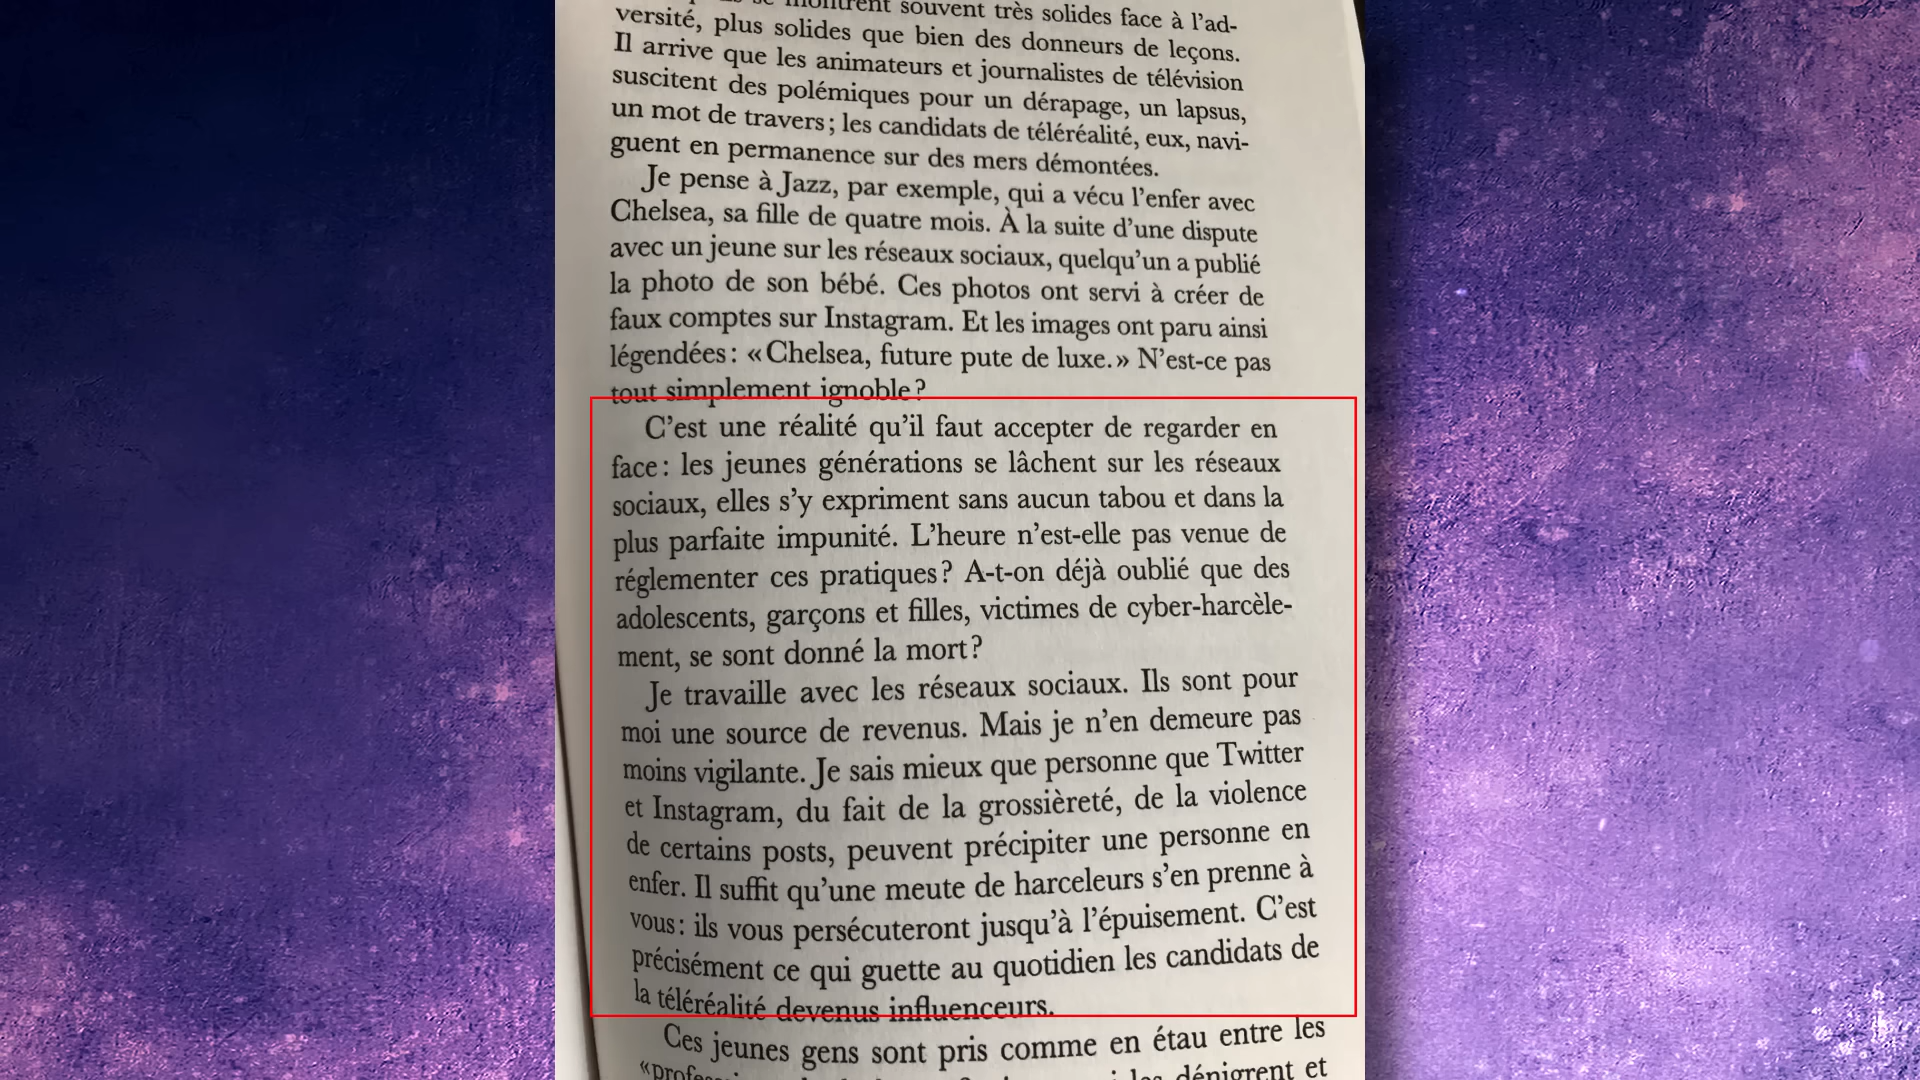 se montrent souvent très solides face à l'ad-
versité, plus solides que bien des donneurs de leçons.
Il arrive que les animateurs et journalistes de télévision
suscitent des polémiques pour un dérapage, un lapsus,
un mot de travers ; les candidats de téléréalité, eux, navi-
guent en permanence sur des mers démontées.
Je pense à Jazz, par exemple, qui a vécu l'enfer avec
Chelsea, sa fille de quatre mois. À la suite d'une dispute
avec un jeune sur les réseaux sociaux, quelqu'un a publié
la photo de son bébé. Ces photos ont servi à créer de
faux comptes sur Instagram. Et les images ont paru ainsi
légendées : « Chelsea, future pute de luxe. » N'est-ce pas
tout simplement ignoble ?
C'est une réalité qu'il faut accepter de regarder en
face : les jeunes générations se lâchent sur les réseaux
sociaux, elles s'y expriment sans aucun tabou et dans la
plus parfaite impunité. L'heure n'est-elle pas venue de
réglementer ces pratiques ? A-t-on déjà oublié que des
adolescents, garçons et filles, victimes de cyber-harcèle-
ment, se sont donné la mort ?
Je travaille avec les réseaux sociaux. Ils sont pour
moi une source de revenus. Mais je n'en demeure pas
moins vigilante. Je sais mieux que personne que Twitter
et Instagram, du fait de la grossièreté, de la violence
de certains posts, peuvent précipiter une personne en
enfer. Il suffit qu'une meute de harceleurs s'en prenne à
vous : ils vous persécuteront jusqu'à l'épuisement. C'est
précisément ce qui guette au quotidien les candidats de
la téléréalité devenus influenceurs.
Ces jeunes gens sont pris comme en étau entre les
les dénigrent et